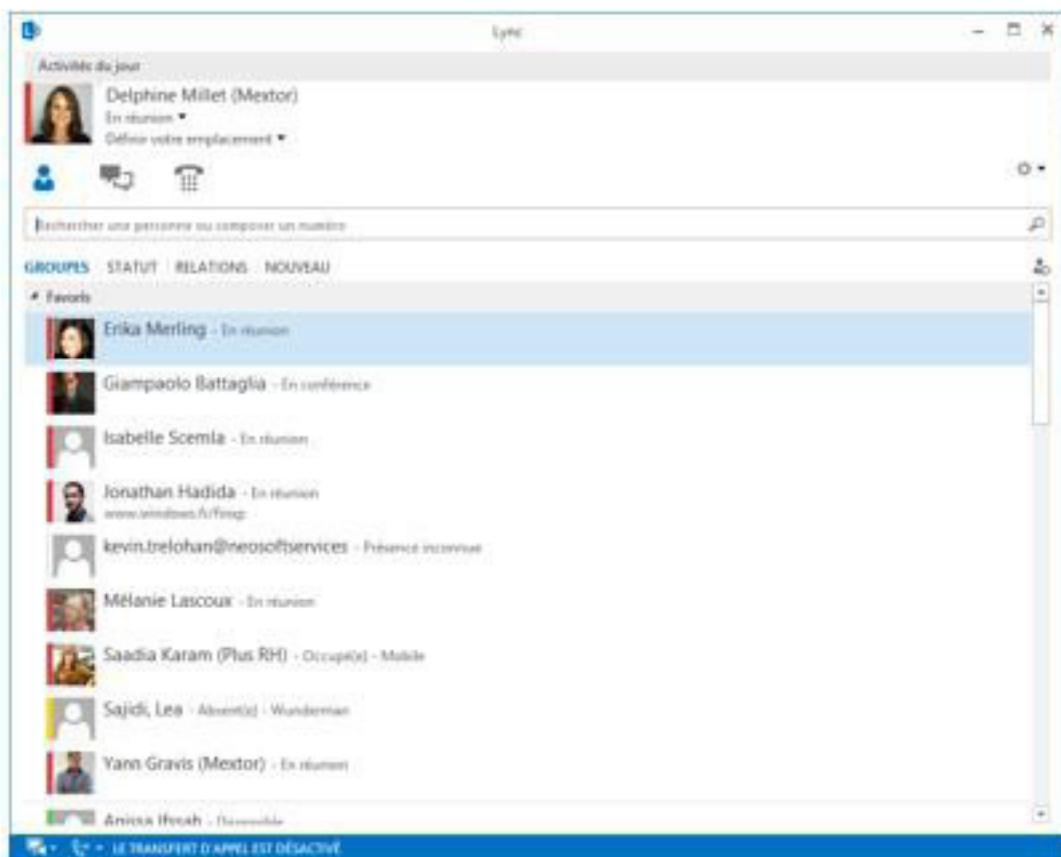 Lync
Activités du jour
Delphine Millet (Mextor)
En réunion
Définir votre emplacement
Rechercher une personne ou composer un numéro
GROUPES STATUT RELATIONS NOUVEAU
Favoris
Erika Merling - En réunion
Giampaolo Battaglia - En conférence
Isabelle Scemla - En réunion
Jonathan Hadida - En réunion
kevin.trelohan@neosoftservices - Présence inconnue
Mélanie Lascoux - En réunion
Saadia Karam (Plus RH) - Occupé(e) - Mobile
Sajidi, Lea - Absent(e) - Wunderman
Yann Gravis (Mextor) - En réunion
Anissa - Disponible
LE TRANSFERT D'APPEL EST DÉSACTIVÉ